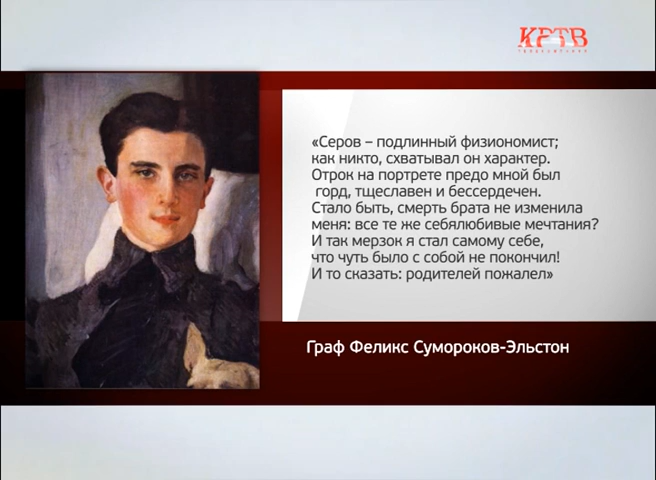 КРТВ
«Серов – подлинный физиономист;
как никто, схватывал он характер.
Отрок на портрете предо мной был
горд, тщеславен и бессердечен.
Стало быть, смерть брата не изменила
меня: все те же себялюбивые мечтания?
И так мерзок я стал самому себе,
что чуть было с собой не покончил!
И то сказать: родителей пожалел»
Граф Феликс Сумороков-Эльстон